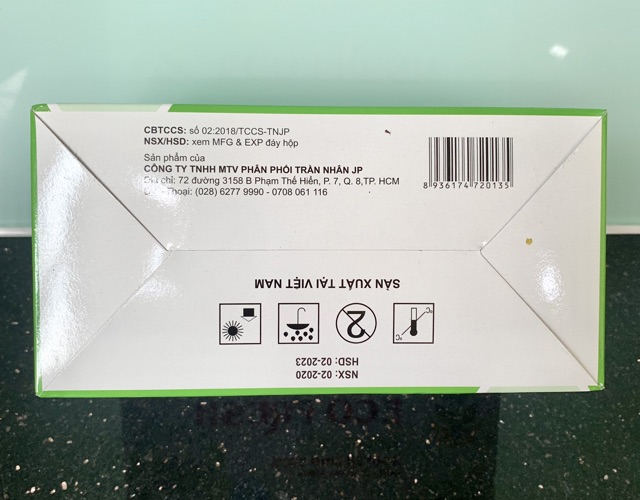 CBTCCS: số 02:2018/TCCS-TNJP
NSX/HSD: xem MFG & EXP đáy hộp
Sản phẩm của
CÔNG TY TNHH MTV PHÂN PHỐI TRẦN NHÂN JP
Địa chỉ: 72 đường 3158 B Phạm Thế Hiển, P. 7, Q. 8,TP. HCM
Điện Thoại: (028) 6277 9990 - 0708 061 116
8 936174 720135
SẢN XUẤT TẠI VIỆT NAM
2
°C
°C
NSX: 02-2020
HSD: 02-2023